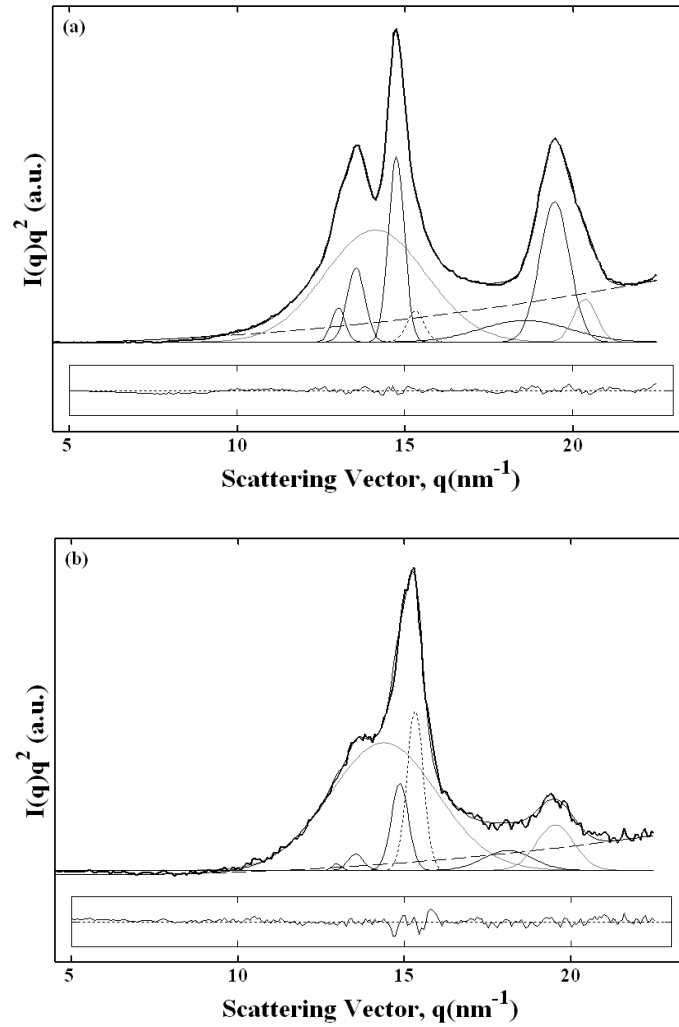 (a)
I(q)q² (a.u.)
5 10 15 20
Scattering Vector, q(nm⁻¹)
(b)
I(q)q² (a.u.)
5 10 15 20
Scattering Vector, q(nm⁻¹)